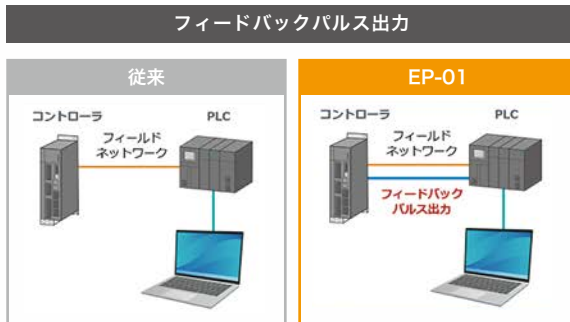 フィードバックパルス出力
従来
EP-01
コントローラ
PLC
フィールド
ネットワーク
コントローラ
PLC
フィールド
ネットワーク
フィードバック
パルス出力